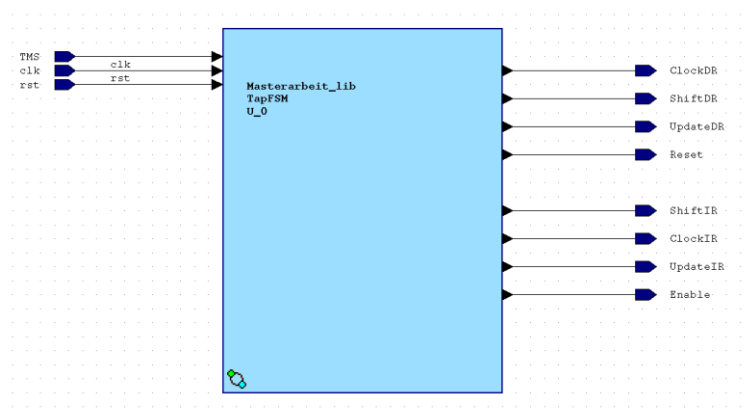 TMS
clk
clk
rst
rst
Masterarbeit_lib
TapFSM
U_0
ClockDR
ShiftDR
UpdateDR
Reset
ShiftIR
ClockIR
UpdateIR
Enable